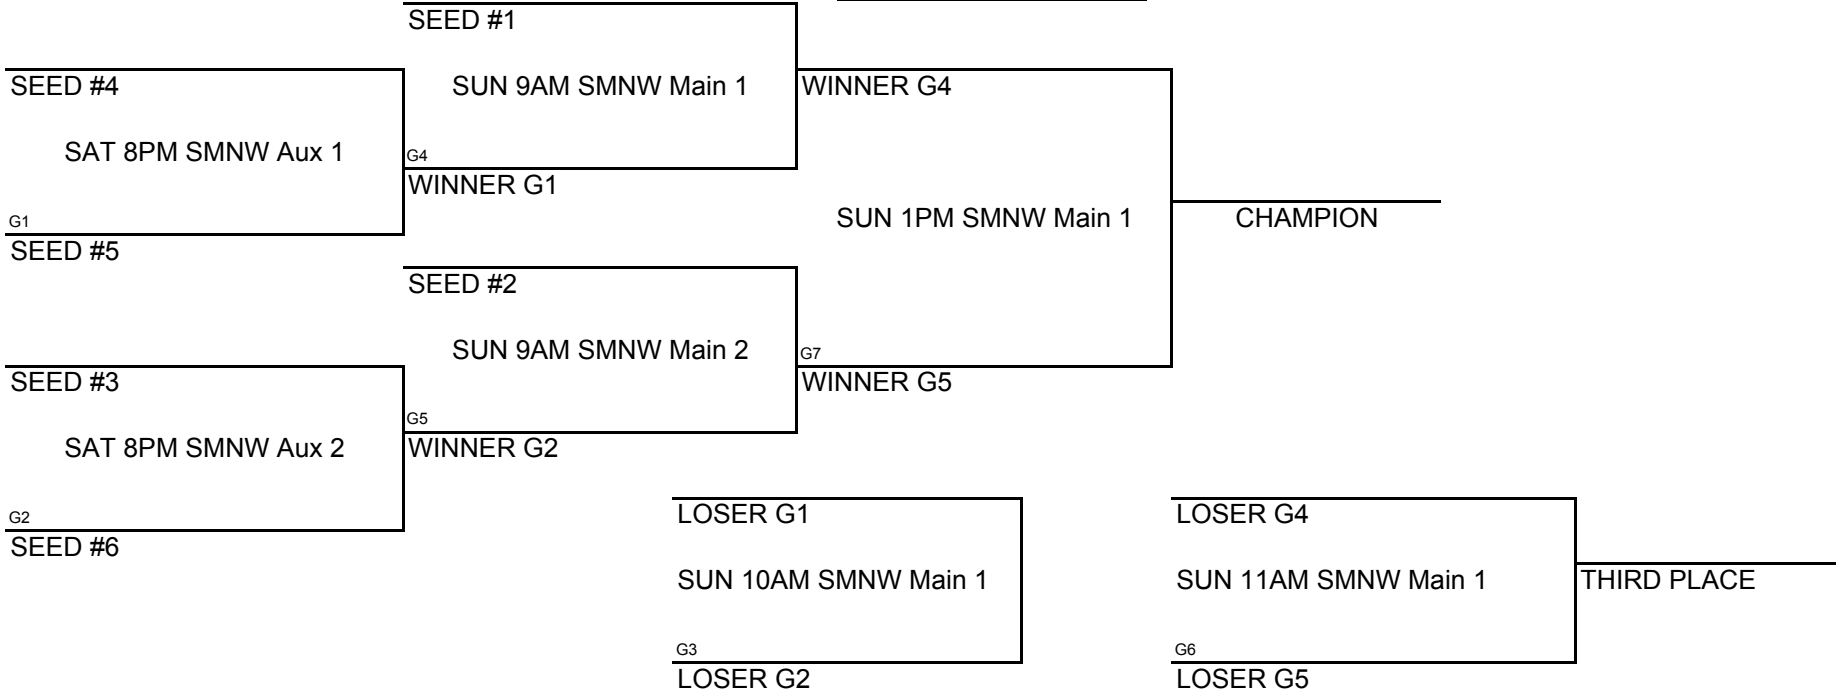 SEED #1
SEED #4
SUN 9AM SMNW Main 1
WINNER G4
SAT 8PM SMNW Aux 1
G4
WINNER G1
G1
SUN 1PM SMNW Main 1
CHAMPION
SEED #5
SEED #2
SUN 9AM SMNW Main 2
G7
SEED #3
WINNER G5
G5
SAT 8PM SMNW Aux 2
WINNER G2
G2
LOSER G1
LOSER G4
SEED #6
SUN 10AM SMNW Main 1
SUN 11AM SMNW Main 1
THIRD PLACE
G3
G6
LOSER G2
LOSER G5